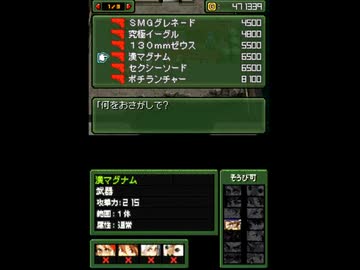 1/3
G: 471339
SMGグレネード 4500
究極イーグル 4800
130mmゼウス 5500
漢マグナム 6500
セクシーソード 6500
ポチランチャー 8100
「何をおさがしで?
漢マグナム
武器
攻撃力:215
範囲:1体
属性:通常
そうび可